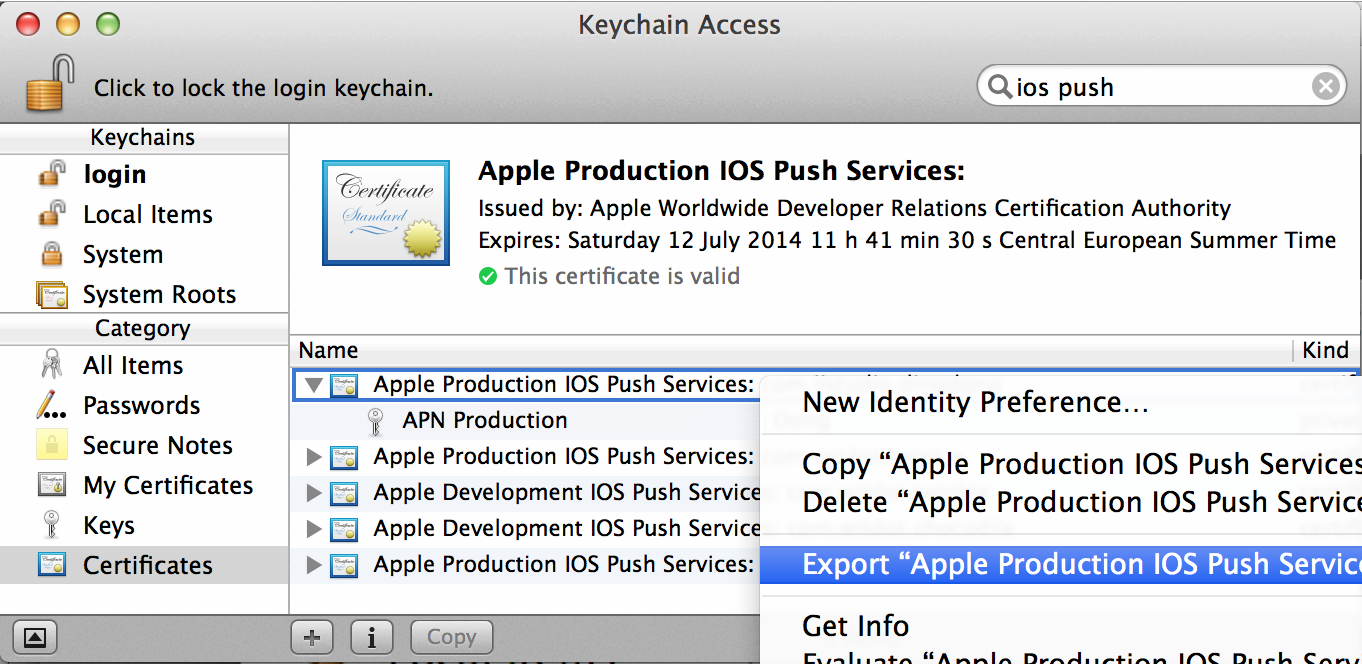 Keychain Access
Click to lock the login keychain.
ios push
Keychains
login
Local Items
System
System Roots
Category
All Items
Passwords
Secure Notes
My Certificates
Keys
Certificates
Certificate
Standard
Apple Production IOS Push Services:
Issued by: Apple Worldwide Developer Relations Certification Authority
Expires: Saturday 12 July 2014 11 h 41 min 30 s Central European Summer Time
This certificate is valid
Name Kind
Apple Production IOS Push Services:
APN Production
Apple Production IOS Push Services:
Apple Development IOS Push Service
Apple Development IOS Push Service
Apple Production IOS Push Services:
New Identity Preference...
Copy “Apple Production IOS Push Services
Delete “Apple Production IOS Push Service
Export “Apple Production IOS Push Servic
Get Info
Evaluate “Apple Production IOS Push Serv
Copy